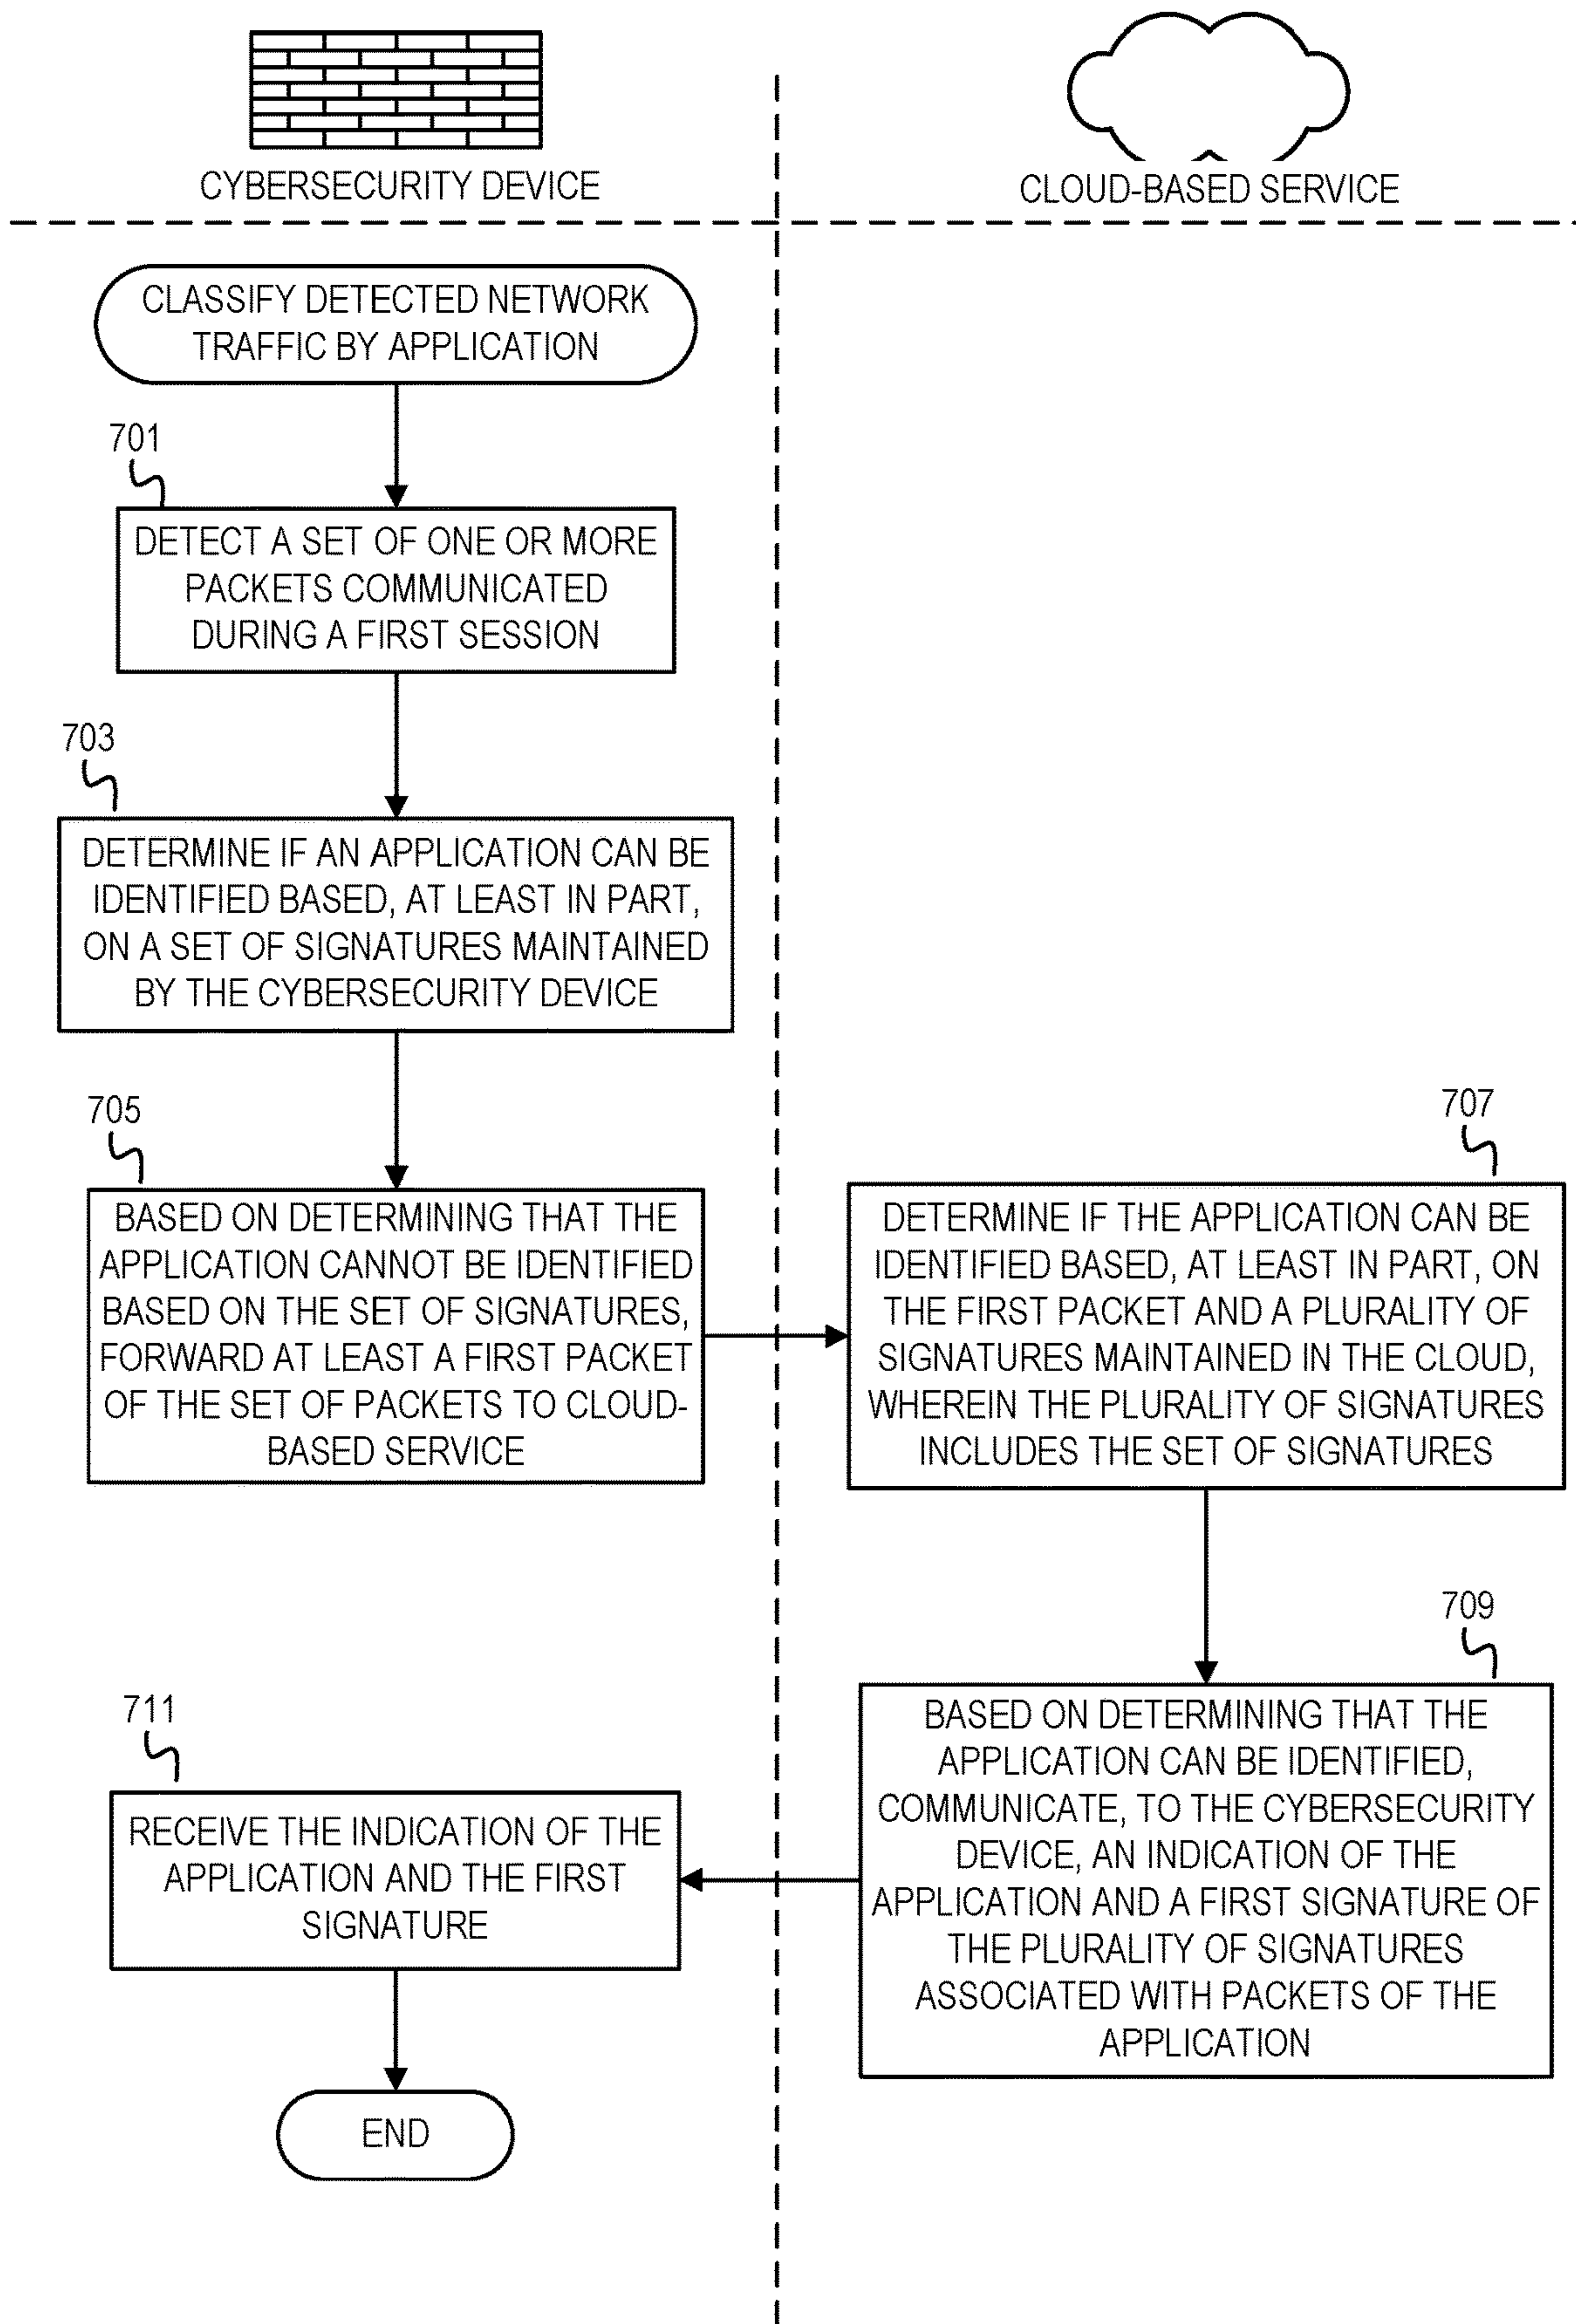 CYBERSECURITY DEVICE
CLOUD-BASED SERVICE
CLASSIFY DETECTED NETWORK
TRAFFIC BY APPLICATION
701
DETECT A SET OF ONE OR MORE
PACKETS COMMUNICATED
DURING A FIRST SESSION
703
DETERMINE IF AN APPLICATION CAN BE
IDENTIFIED BASED, AT LEAST IN PART,
ON A SET OF SIGNATURES MAINTAINED
BY THE CYBERSECURITY DEVICE
705
BASED ON DETERMINING THAT THE
APPLICATION CANNOT BE IDENTIFIED
BASED ON THE SET OF SIGNATURES,
FORWARD AT LEAST A FIRST PACKET
OF THE SET OF PACKETS TO CLOUD-
BASED SERVICE
707
DETERMINE IF THE APPLICATION CAN BE
IDENTIFIED BASED, AT LEAST IN PART, ON
THE FIRST PACKET AND A PLURALITY OF
SIGNATURES MAINTAINED IN THE CLOUD,
WHEREIN THE PLURALITY OF SIGNATURES
INCLUDES THE SET OF SIGNATURES
709
BASED ON DETERMINING THAT THE
APPLICATION CAN BE IDENTIFIED,
COMMUNICATE, TO THE CYBERSECURITY
DEVICE, AN INDICATION OF THE
APPLICATION AND A FIRST SIGNATURE OF
THE PLURALITY OF SIGNATURES
ASSOCIATED WITH PACKETS OF THE
APPLICATION
711
RECEIVE THE INDICATION OF THE
APPLICATION AND THE FIRST
SIGNATURE
END